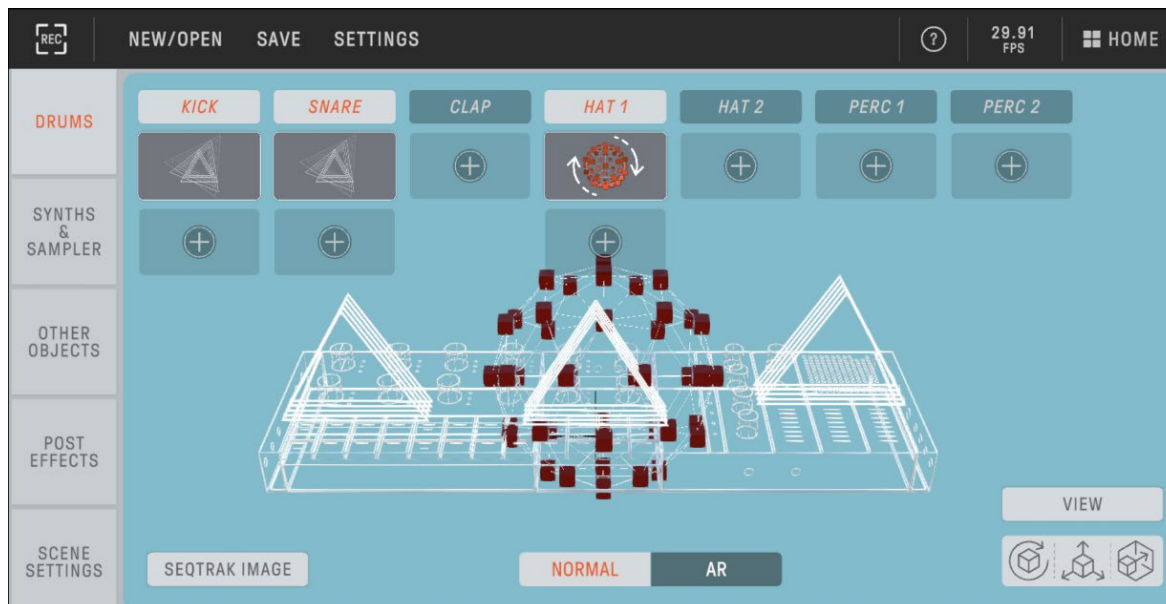 REC
NEW/OPEN
SAVE
SETTINGS
?
29.91
FPS
HOME
DRUMS
SYNTHS
&
SAMPLER
OTHER
OBJECTS
POST
EFFECTS
SCENE
SETTINGS
KICK
SNARE
CLAP
HAT 1
HAT 2
PERC 1
PERC 2
SEQTRAK IMAGE
NORMAL
AR
VIEW